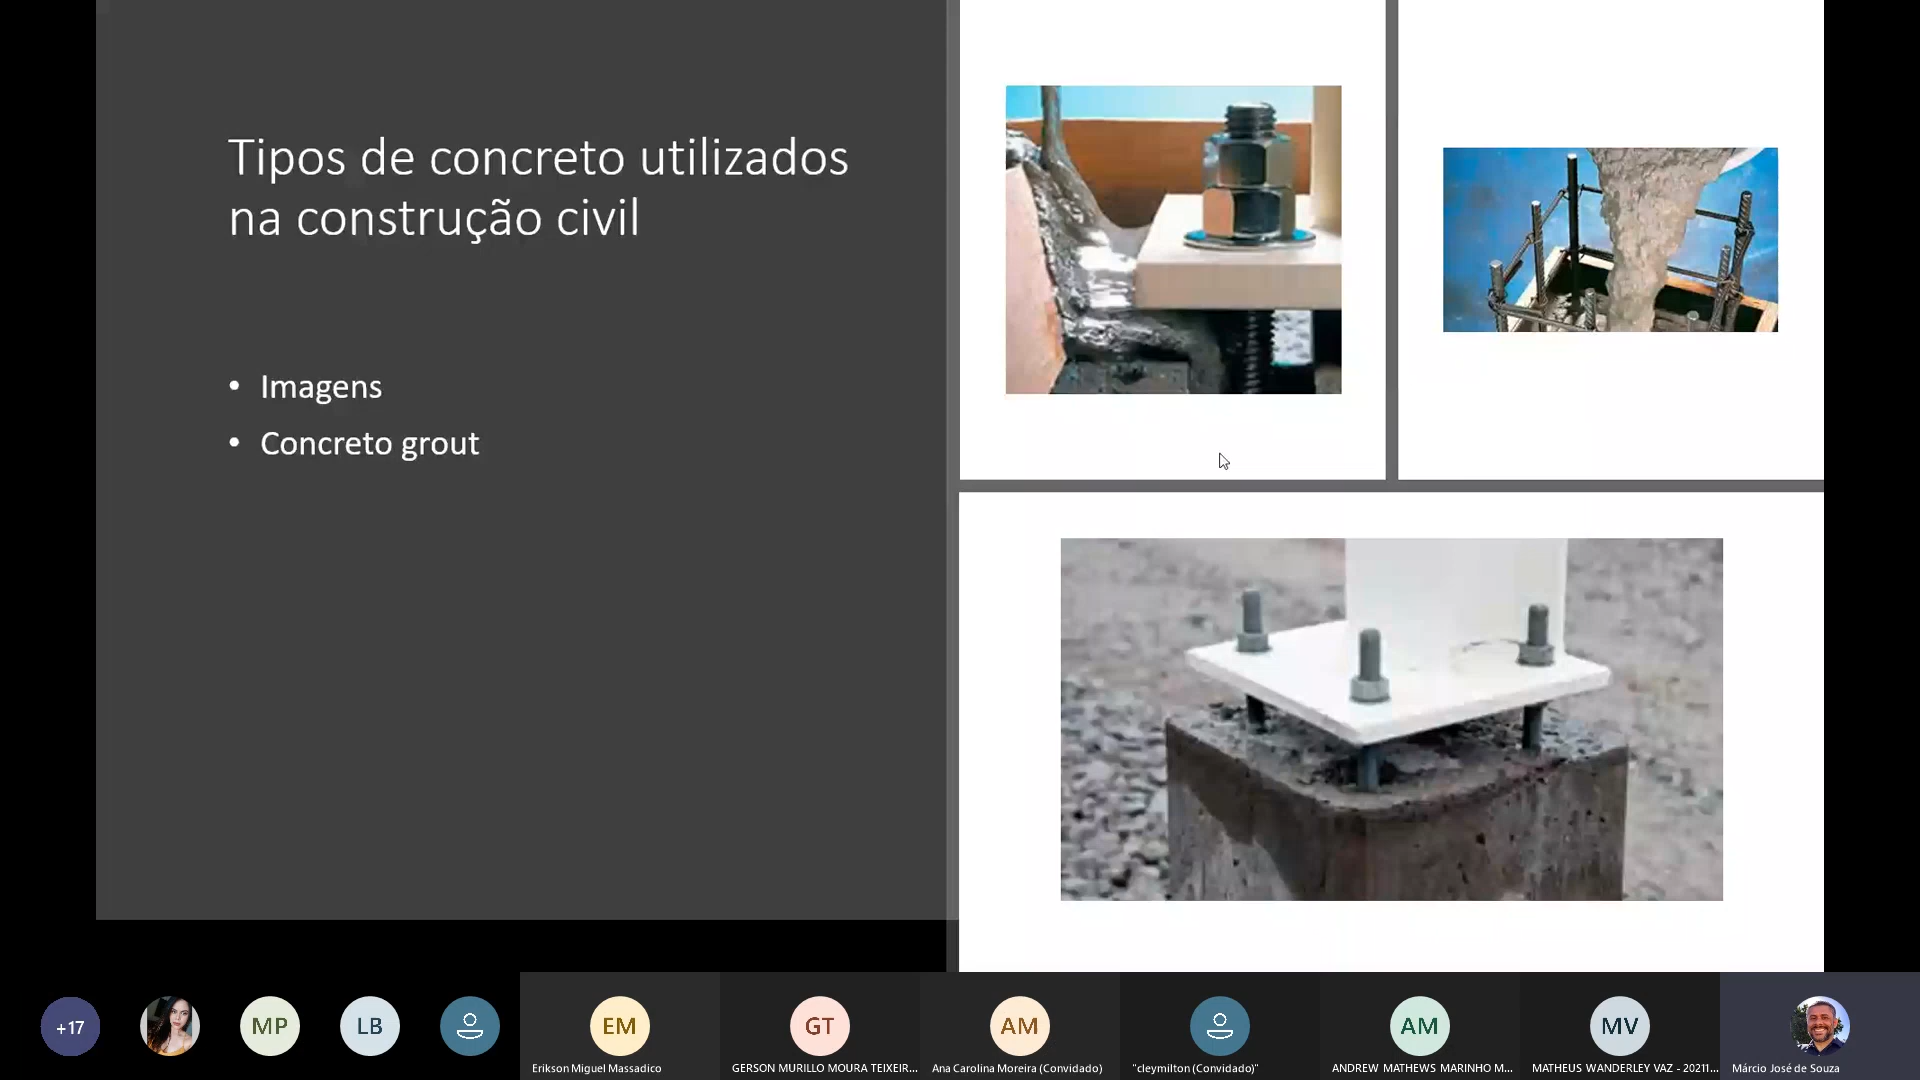 Tipos de concreto utilizados
na construção civil
• Imagens
• Concreto grout
+17
MP
LB
EM
GT
AM
AM
MV
Erikson Miguel Massadico
GERSON MURILLO MOURA TEIXEIR...
Ana Carolina Moreira (Convidado)
"cleymilton (Convidado)"
ANDREW MATHEWS MARINHO M...
MATHEUS WANDERLEY VAZ - 20211...
Márcio José de Souza